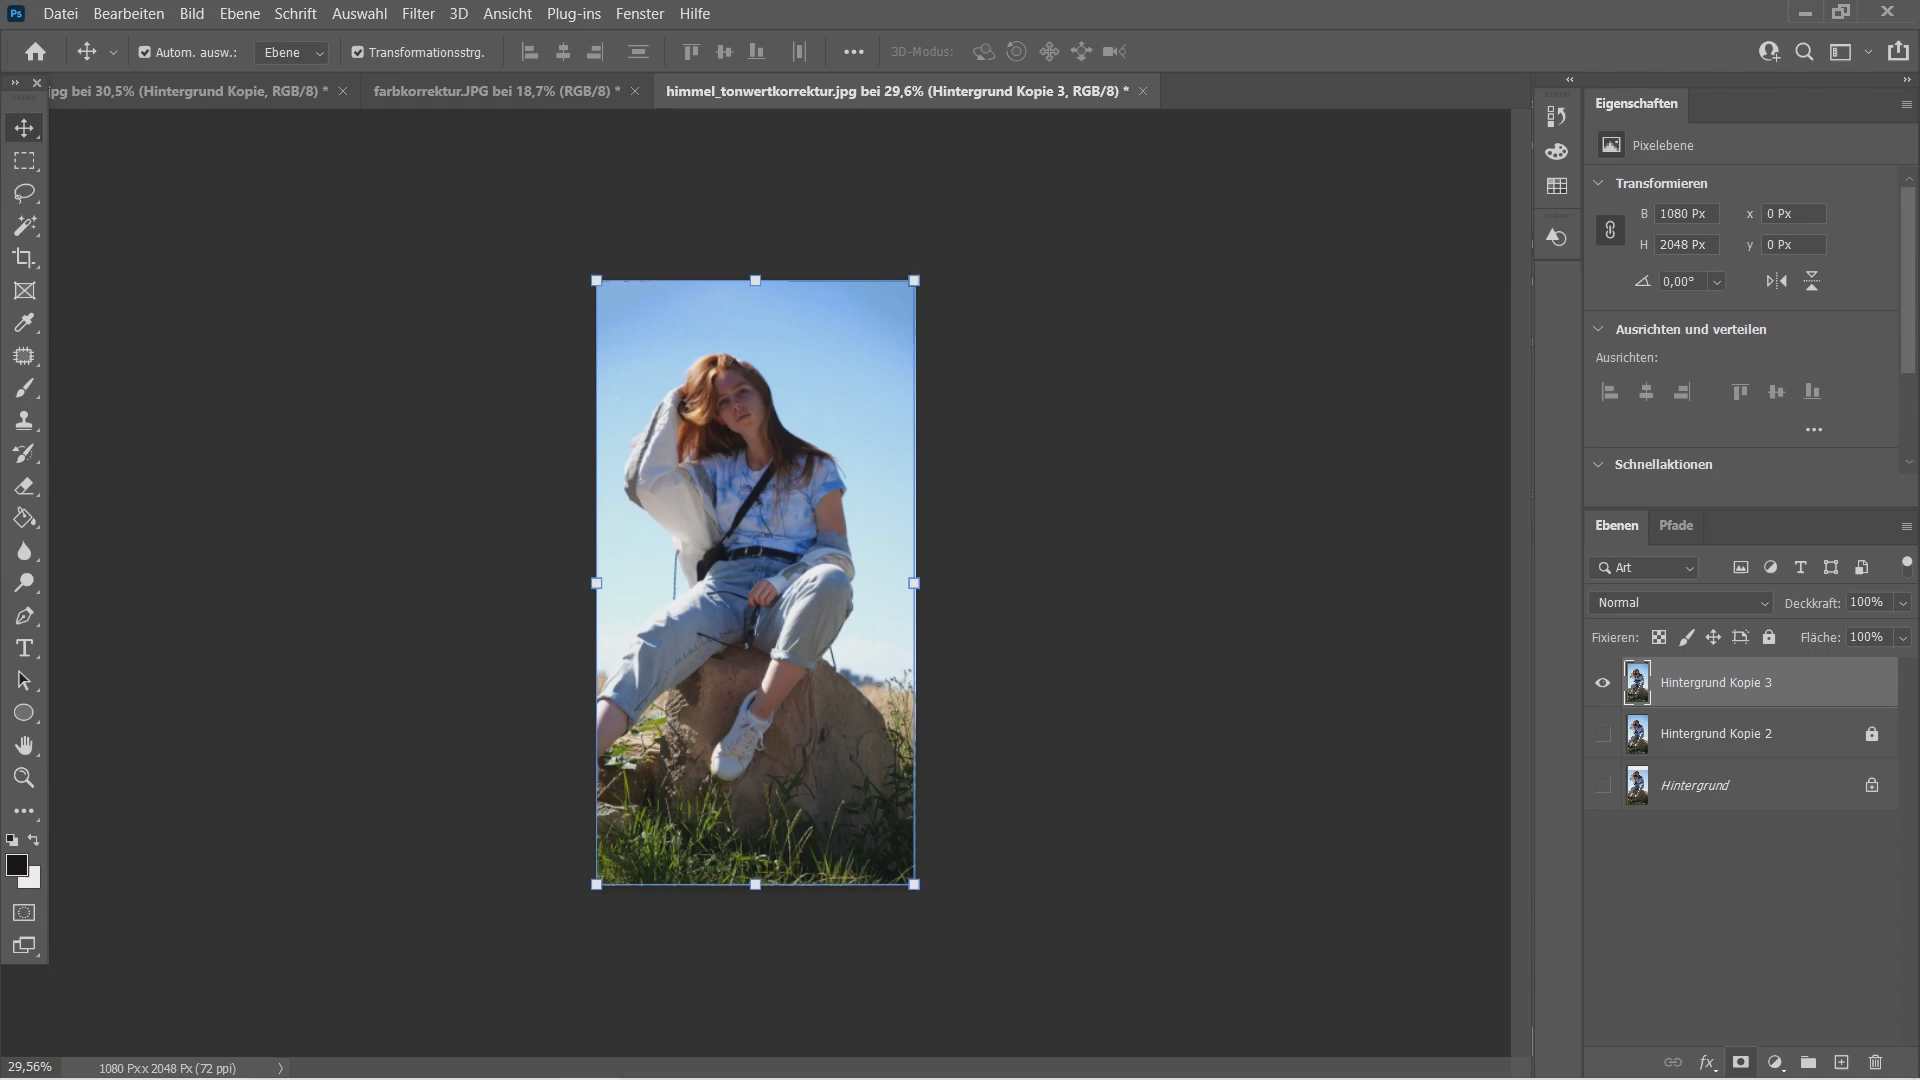 Ps Datei Bearbeiten Bild Ebene Schrift Auswahl Filter 3D Ansicht Plug-ins Fenster Hilfe
Autom. ausw.: Ebene Transformationsstrg. 3D-Modus:
jpg bei 30,5% (Hintergrund Kopie, RGB/8) * farbkorrektur.JPG bei 18,7% (RGB/8) * himmel_tonwertkorrektur.jpg bei 29,6% (Hintergrund Kopie 3, RGB/8) *
Eigenschaften
Pixelebene
Transformieren
B 1080 Px x 0 Px
H 2048 Px y 0 Px
0,00°
Ausrichten und verteilen
Ausrichten:
Schnellaktionen
Ebenen Pfade
Art
Normal Deckkraft: 100%
Fixieren: Fläche: 100%
Hintergrund Kopie 3
Hintergrund Kopie 2
Hintergrund
fx
29,56% 1080 Px x 2048 Px (72 ppi)